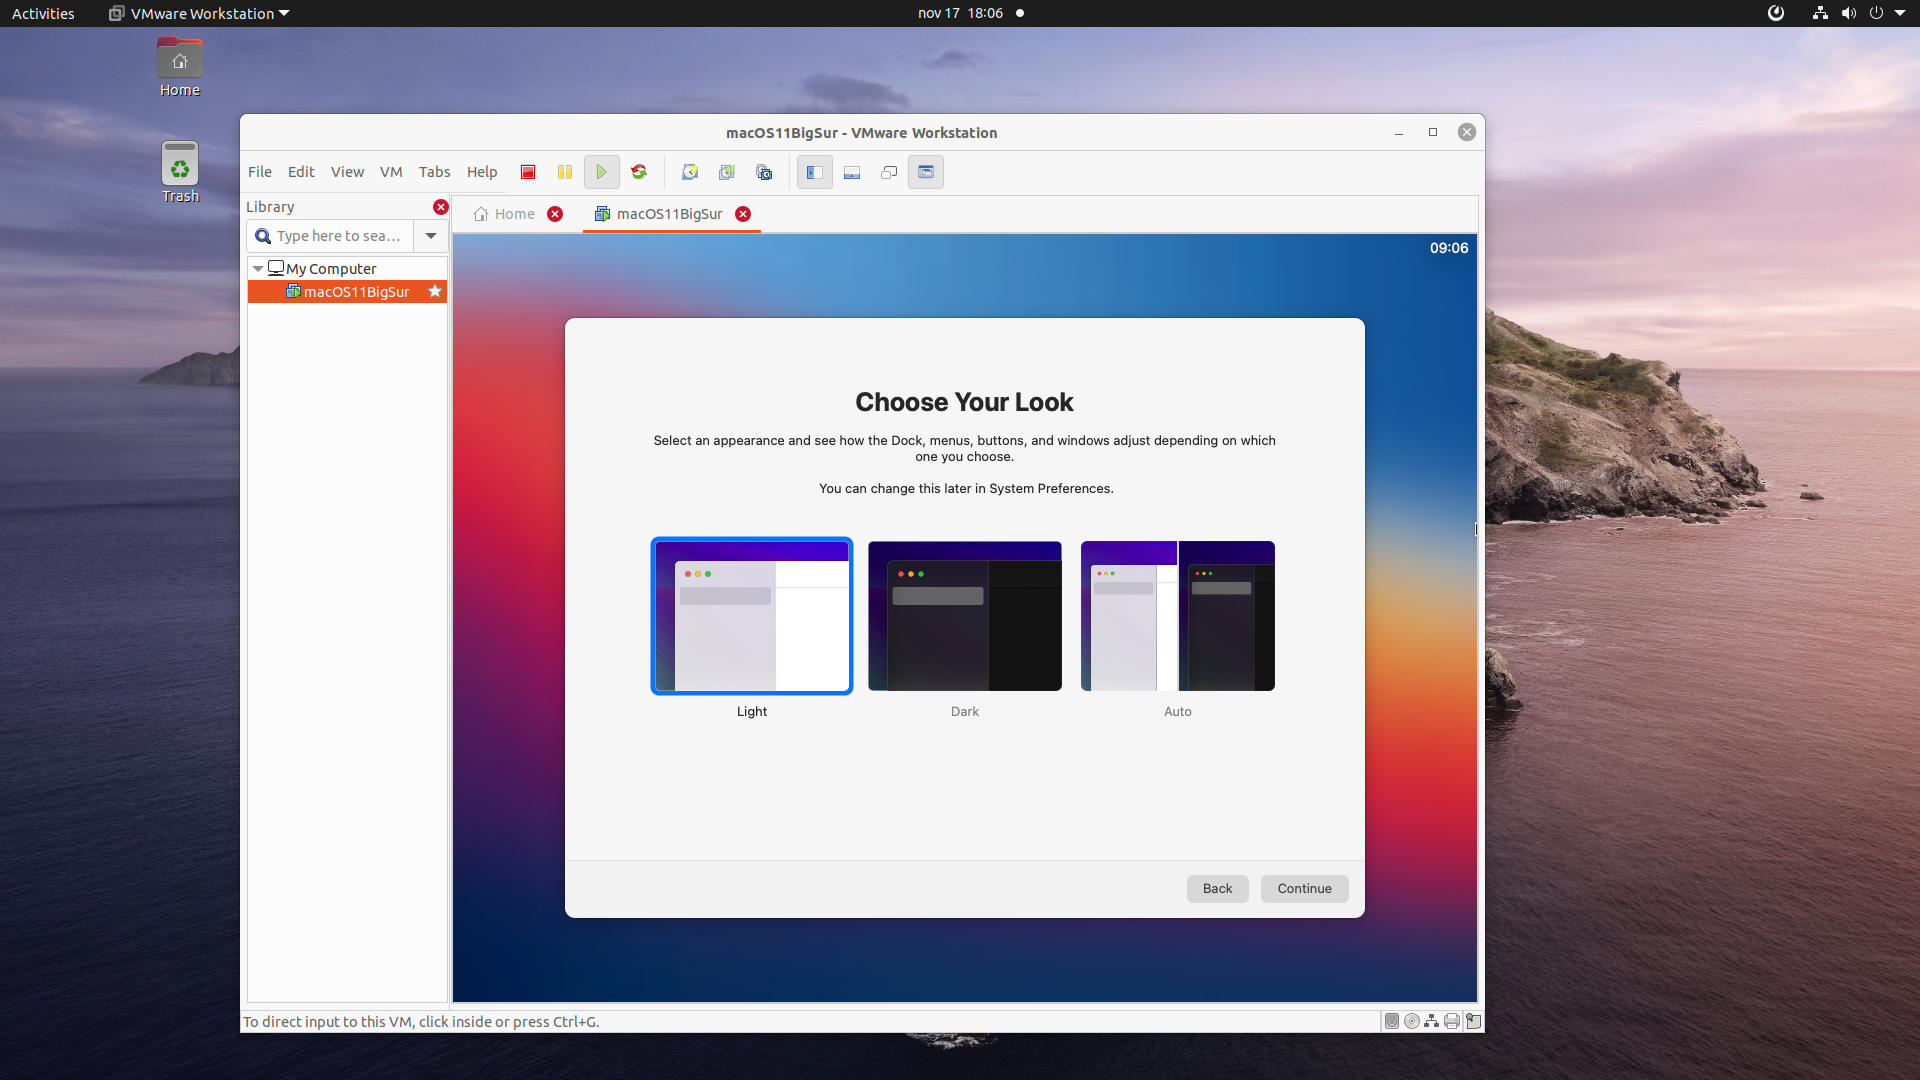 Activities
VMware Workstation
nov 17 18:06
Home
Trash
macOS11BigSur - VMware Workstation
File Edit View VM Tabs Help
Library
Type here to sea...
My Computer
macOS11BigSur
Home
macOS11BigSur
09:06
Choose Your Look
Select an appearance and see how the Dock, menus, buttons, and windows adjust depending on which
one you choose.
You can change this later in System Preferences.
Light
Dark
Auto
Back
Continue
To direct input to this VM, click inside or press Ctrl+G.